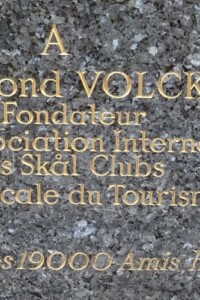 A
ond VOLCK
Fondateur
ociation Intern
s Skål Clubs
cale du Tourism
s 19000 Amis